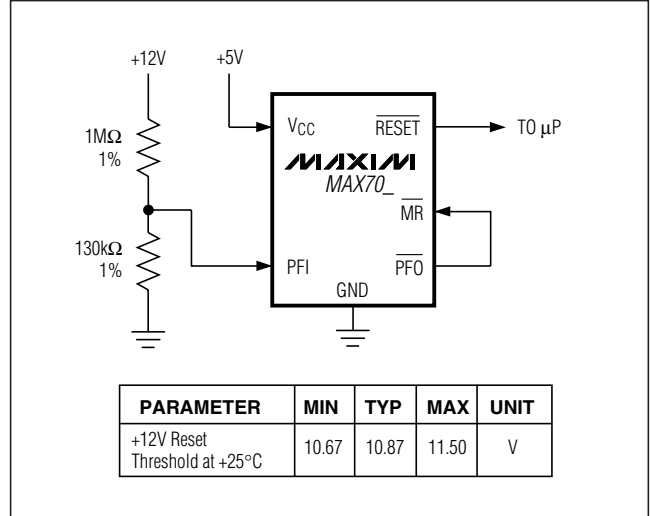 +12V +5V
1MΩ
1%
130kΩ
1%
VCC RESET TO μP
MAXIM
MAX70_
MR
PFI PFO
GND
PARAMETER MIN TYP MAX UNIT
+12V Reset
Threshold at +25°C 10.67 10.87 11.50 V